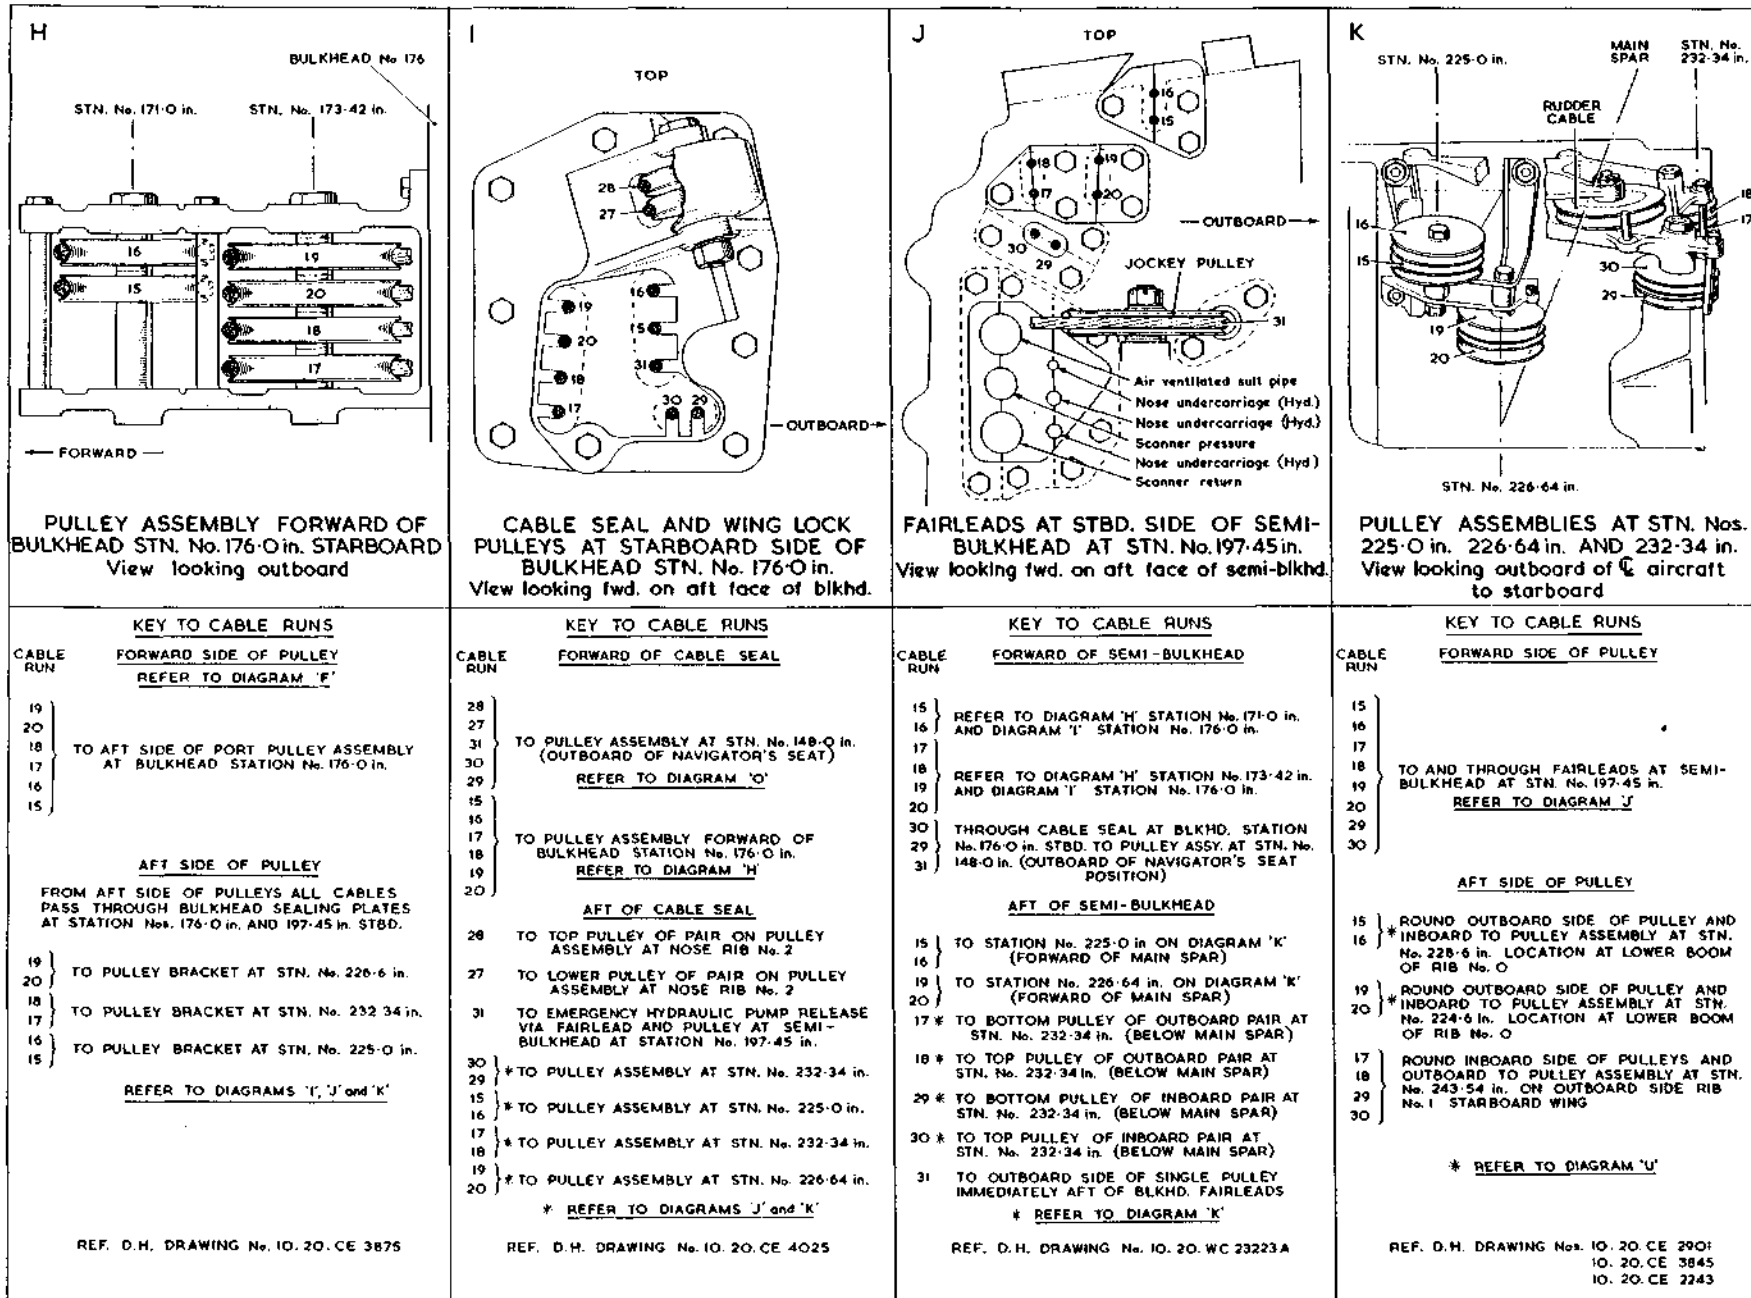 H
BULKHEAD No 176
STN. No. 171·0 in.
STN. No. 173·42 in.
16
15
19
20
18
17
FORWARD
PULLEY ASSEMBLY FORWARD OF
BULKHEAD STN. No. 176·0 in. STARBOARD
View looking outboard
KEY TO CABLE RUNS
CABLE RUN
FORWARD SIDE OF PULLEY
REFER TO DIAGRAM 'F'
19
20
18
17
16
15
TO AFT SIDE OF PORT PULLEY ASSEMBLY
AT BULKHEAD STATION No. 176·0 in.
AFT SIDE OF PULLEY
FROM AFT SIDE OF PULLEYS ALL CABLES
PASS THROUGH BULKHEAD SEALING PLATES
AT STATION Nos. 176·0 in. AND 197·45 in. STBD.
19
20
TO PULLEY BRACKET AT STN. No. 226·6 in.
18
17
TO PULLEY BRACKET AT STN. No. 232 34 in.
16
15
TO PULLEY BRACKET AT STN. No. 225·0 in.
REFER TO DIAGRAMS 'I', 'J' and 'K'
REF. D.H. DRAWING No. 10. 20. CE 3875
I
TOP
28
27
19
20
18
17
16
15
31
30
29
OUTBOARD
CABLE SEAL AND WING LOCK
PULLEYS AT STARBOARD SIDE OF
BULKHEAD STN. No. 176·0 in.
View looking fwd. on aft face of blkhd.
KEY TO CABLE RUNS
CABLE RUN
FORWARD OF CABLE SEAL
28
27
31
30
29
TO PULLEY ASSEMBLY AT STN. No. 148·0 in.
(OUTBOARD OF NAVIGATOR'S SEAT)
REFER TO DIAGRAM 'O'
15
16
17
18
19
20
TO PULLEY ASSEMBLY FORWARD OF
BULKHEAD STATION No. 176·0 in.
REFER TO DIAGRAM 'H'
AFT OF CABLE SEAL
28 TO TOP PULLEY OF PAIR ON PULLEY
ASSEMBLY AT NOSE RIB No. 2
27 TO LOWER PULLEY OF PAIR ON PULLEY
ASSEMBLY AT NOSE RIB No. 2
31 TO EMERGENCY HYDRAULIC PUMP RELEASE
VIA FAIRLEAD AND PULLEY AT SEMI-
BULKHEAD AT STATION No. 197·45 in.
30
29
* TO PULLEY ASSEMBLY AT STN. No. 232·34 in.
15
16
* TO PULLEY ASSEMBLY AT STN. No. 225·0 in.
17
18
* TO PULLEY ASSEMBLY AT STN. No. 232·34 in.
19
20
* TO PULLEY ASSEMBLY AT STN. No. 226·64 in.
* REFER TO DIAGRAMS 'J' and 'K'
REF. D.H. DRAWING No. 10. 20. CE 4025
J
TOP
16
15
18
19
17
20
OUTBOARD
30
29
JOCKEY PULLEY
31
Air ventilated suit pipe
Nose undercarriage (Hyd.)
Nose undercarriage (Hyd.)
Scanner pressure
Nose undercarriage (Hyd)
Scanner return
FAIRLEADS AT STBD. SIDE OF SEMI-
BULKHEAD AT STN. No. 197·45 in.
View looking fwd. on aft face of semi-blkhd.
KEY TO CABLE RUNS
CABLE RUN
FORWARD OF SEMI-BULKHEAD
15
16
REFER TO DIAGRAM 'H' STATION No. 171·0 in.
AND DIAGRAM 'I' STATION No. 176·0 in.
17
18
19
20
REFER TO DIAGRAM 'H' STATION No. 173·42 in.
AND DIAGRAM 'I' STATION No. 176·0 in.
30
29
31
THROUGH CABLE SEAL AT BLKHD. STATION
No. 176·0 in. STBD. TO PULLEY ASSY. AT STN. No.
148·0 in. (OUTBOARD OF NAVIGATOR'S SEAT
POSITION)
AFT OF SEMI-BULKHEAD
15
16
TO STATION No. 225·0 in ON DIAGRAM 'K'
(FORWARD OF MAIN SPAR)
19
20
TO STATION No. 226·64 in. ON DIAGRAM 'K'
(FORWARD OF MAIN SPAR)
17 * TO BOTTOM PULLEY OF OUTBOARD PAIR AT
STN. No. 232·34 in. (BELOW MAIN SPAR)
18 * TO TOP PULLEY OF OUTBOARD PAIR AT
STN. No. 232·34 in. (BELOW MAIN SPAR)
29 * TO BOTTOM PULLEY OF INBOARD PAIR AT
STN. No. 232·34 in. (BELOW MAIN SPAR)
30 * TO TOP PULLEY OF INBOARD PAIR AT
STN. No. 232·34 in. (BELOW MAIN SPAR)
31 TO OUTBOARD SIDE OF SINGLE PULLEY
IMMEDIATELY AFT OF BLKHD. FAIRLEADS
* REFER TO DIAGRAM 'K'
REF. D.H. DRAWING No. 10. 20. WC 23223A
K
STN. No. 225·0 in.
MAIN SPAR
STN. No. 232·34 in.
RUDDER CABLE
16
15
19
20
18
17
30
29
STN. No. 226·64 in.
PULLEY ASSEMBLIES AT STN. Nos.
225·0 in. 226·64 in. AND 232·34 in.
View looking outboard of ℄ aircraft
to starboard
KEY TO CABLE RUNS
CABLE RUN
FORWARD SIDE OF PULLEY
15
16
17
18
19
20
29
30
TO AND THROUGH FAIRLEADS AT SEMI-
BULKHEAD AT STN. No. 197·45 in.
REFER TO DIAGRAM 'J'
AFT SIDE OF PULLEY
15
16
* ROUND OUTBOARD SIDE OF PULLEY AND
INBOARD TO PULLEY ASSEMBLY AT STN.
No. 228·6 in. LOCATION AT LOWER BOOM
OF RIB No. O
19
20
* ROUND OUTBOARD SIDE OF PULLEY AND
INBOARD TO PULLEY ASSEMBLY AT STN.
No. 224·6 in. LOCATION AT LOWER BOOM
OF RIB No. O
17
18
29
30
ROUND INBOARD SIDE OF PULLEYS AND
OUTBOARD TO PULLEY ASSEMBLY AT STN.
No. 243·54 in. ON OUTBOARD SIDE RIB
No. 1 STARBOARD WING
* REFER TO DIAGRAM 'U'
REF. D.H. DRAWING Nos. 10. 20. CE 2901
10. 20. CE 3845
10. 20. CE 2243